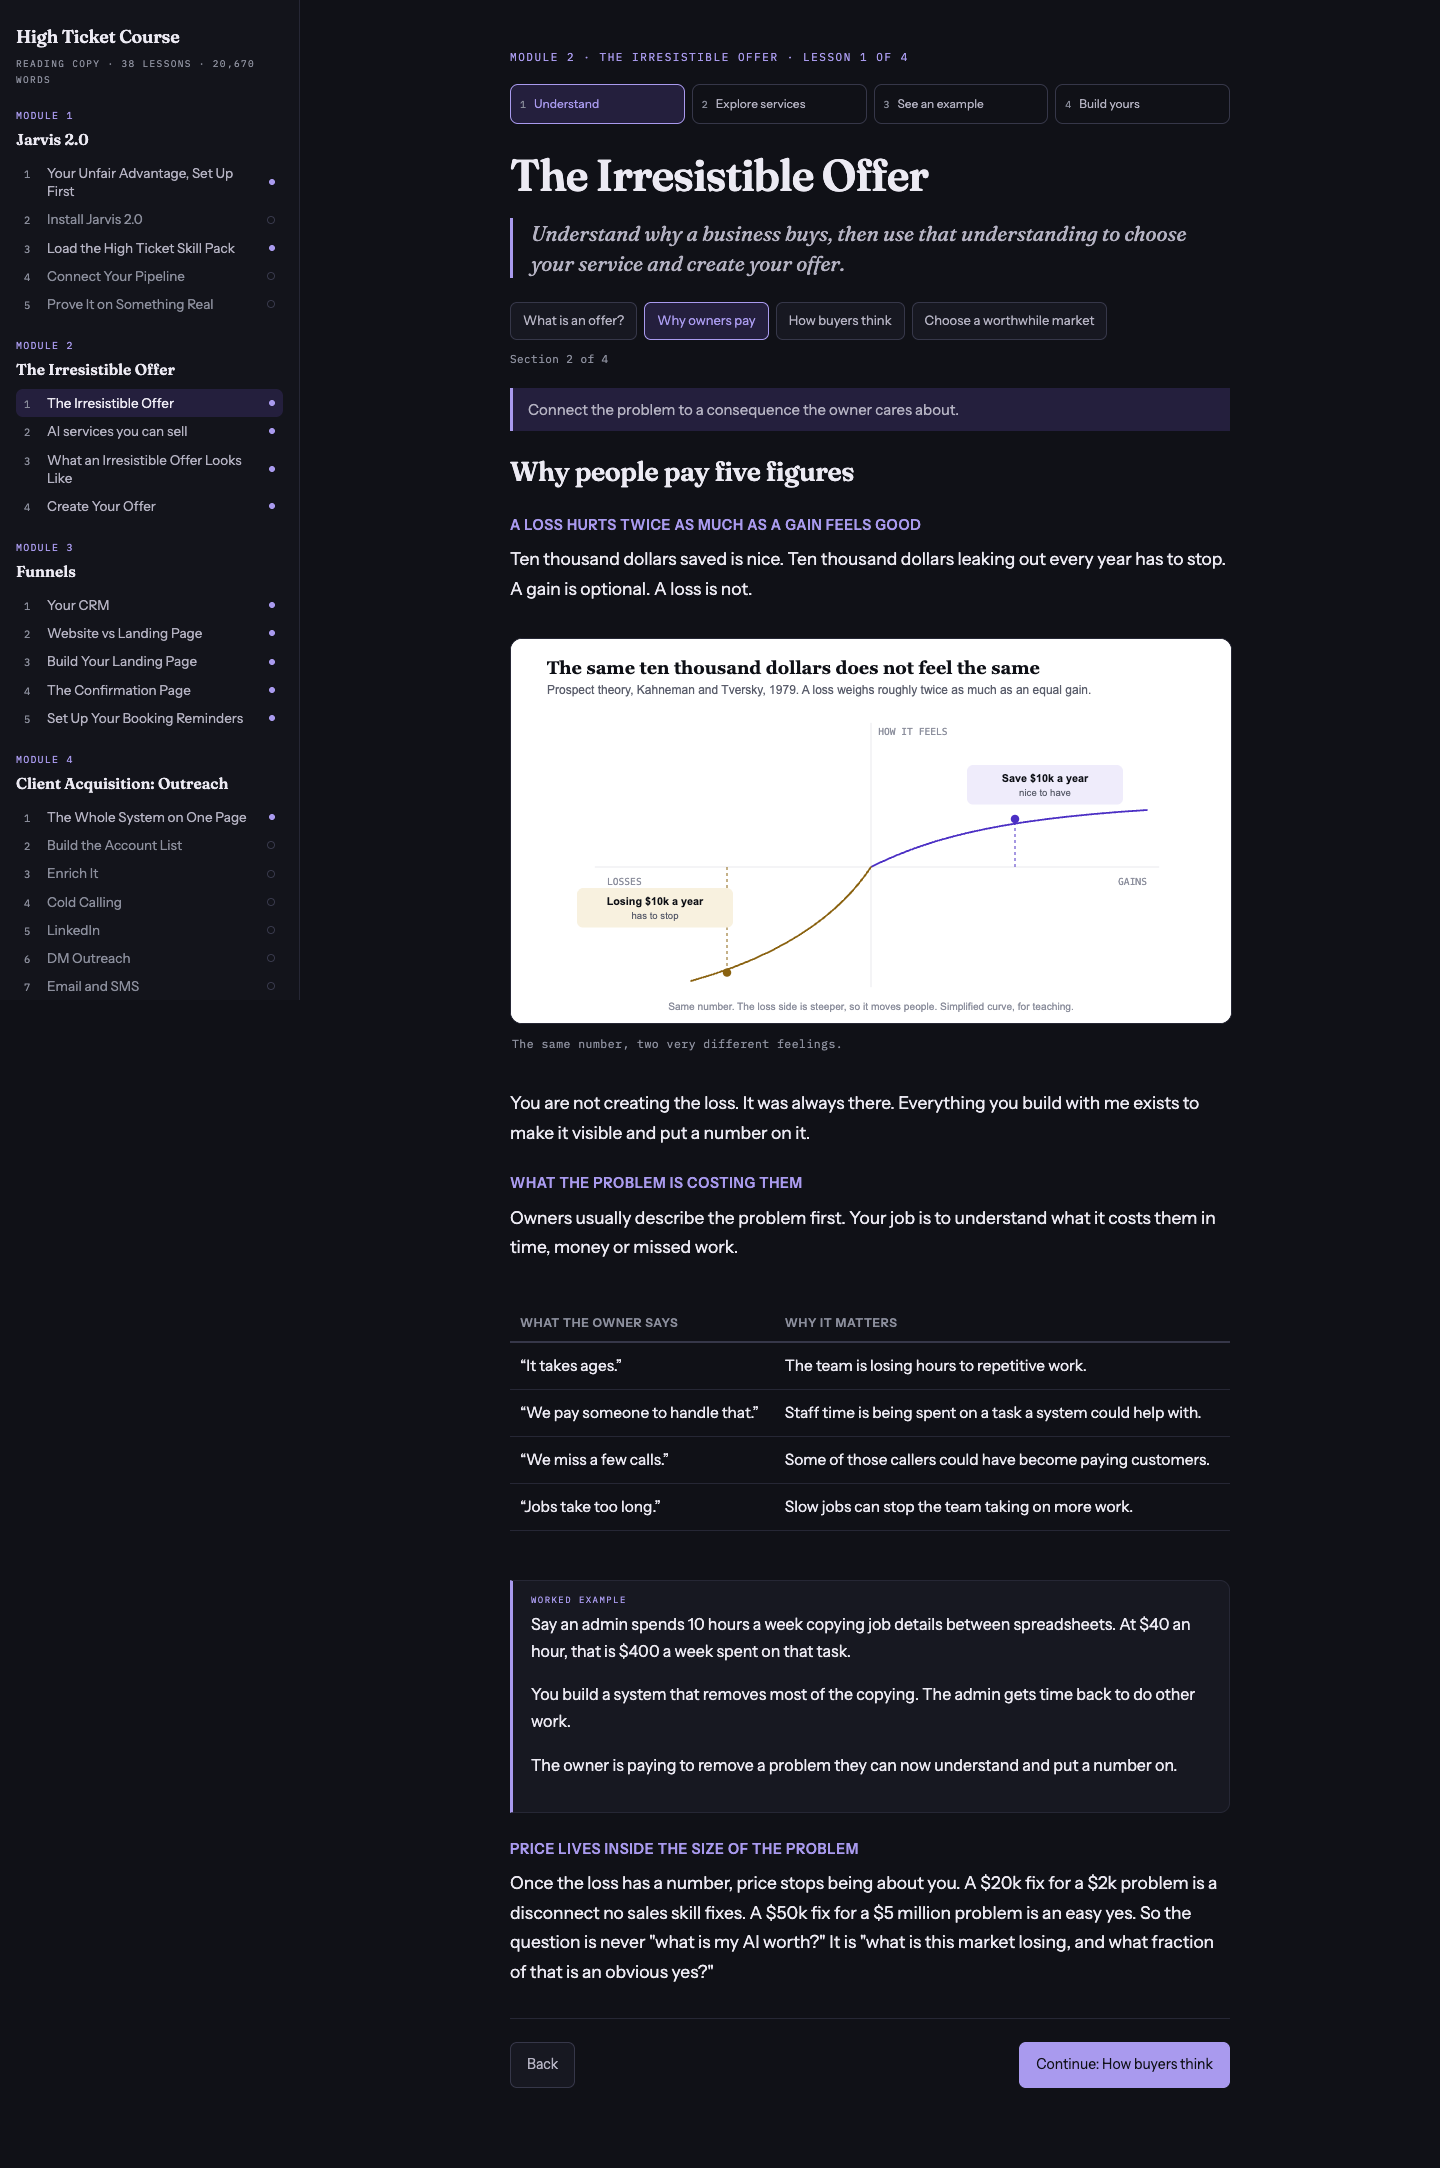 High Ticket Course
READING COPY · 38 LESSONS · 20,670
WORDS
MODULE 1
Jarvis 2.0
1 Your Unfair Advantage, Set Up
First
2 Install Jarvis 2.0
3 Load the High Ticket Skill Pack
4 Connect Your Pipeline
5 Prove It on Something Real
MODULE 2
The Irresistible Offer
1 The Irresistible Offer
2 AI services you can sell
3 What an Irresistible Offer Looks
Like
4 Create Your Offer
MODULE 3
Funnels
1 Your CRM
2 Website vs Landing Page
3 Build Your Landing Page
4 The Confirmation Page
5 Set Up Your Booking Reminders
MODULE 4
Client Acquisition: Outreach
1 The Whole System on One Page
2 Build the Account List
3 Enrich It
4 Cold Calling
5 LinkedIn
6 DM Outreach
7 Email and SMS
MODULE 2 · THE IRRESISTIBLE OFFER · LESSON 1 OF 4
1 Understand
2 Explore services
3 See an example
4 Build yours
The Irresistible Offer
Understand why a business buys, then use that understanding to choose
your service and create your offer.
What is an offer?
Why owners pay
How buyers think
Choose a worthwhile market
Section 2 of 4
Connect the problem to a consequence the owner cares about.
Why people pay five figures
A LOSS HURTS TWICE AS MUCH AS A GAIN FEELS GOOD
Ten thousand dollars saved is nice. Ten thousand dollars leaking out every year has to stop.
A gain is optional. A loss is not.
The same ten thousand dollars does not feel the same
Prospect theory, Kahneman and Tversky, 1979. A loss weighs roughly twice as much as an equal gain.
HOW IT FEELS
Save $10k a year
nice to have
LOSSES
GAINS
Losing $10k a year
has to stop
Same number. The loss side is steeper, so it moves people. Simplified curve, for teaching.
The same number, two very different feelings.
You are not creating the loss. It was always there. Everything you build with me exists to
make it visible and put a number on it.
WHAT THE PROBLEM IS COSTING THEM
Owners usually describe the problem first. Your job is to understand what it costs them in
time, money or missed work.
WHAT THE OWNER SAYS WHY IT MATTERS
“It takes ages.” The team is losing hours to repetitive work.
“We pay someone to handle that.” Staff time is being spent on a task a system could help with.
“We miss a few calls.” Some of those callers could have become paying customers.
“Jobs take too long.” Slow jobs can stop the team taking on more work.
WORKED EXAMPLE
Say an admin spends 10 hours a week copying job details between spreadsheets. At $40 an
hour, that is $400 a week spent on that task.
You build a system that removes most of the copying. The admin gets time back to do other
work.
The owner is paying to remove a problem they can now understand and put a number on.
PRICE LIVES INSIDE THE SIZE OF THE PROBLEM
Once the loss has a number, price stops being about you. A $20k fix for a $2k problem is a
disconnect no sales skill fixes. A $50k fix for a $5 million problem is an easy yes. So the
question is never "what is my AI worth?" It is "what is this market losing, and what fraction
of that is an obvious yes?"
Back
Continue: How buyers think